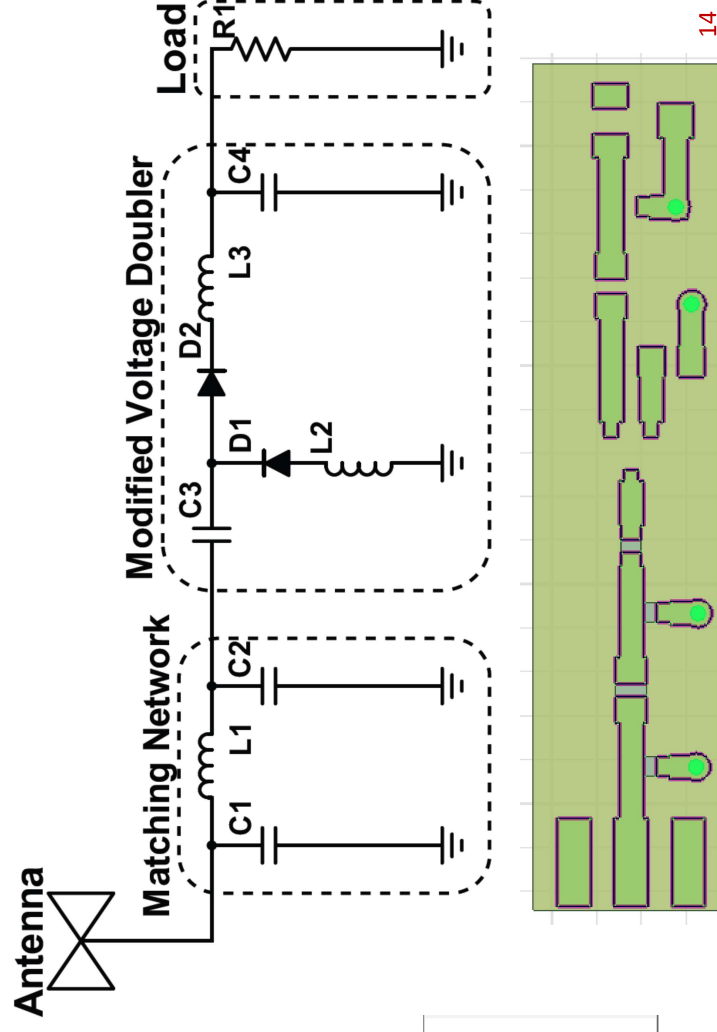 Antenna
Matching Network
C1
L1
C2
Modified Voltage Doubler
C3
D1
L2
D2
L3
C4
Load
R1
14